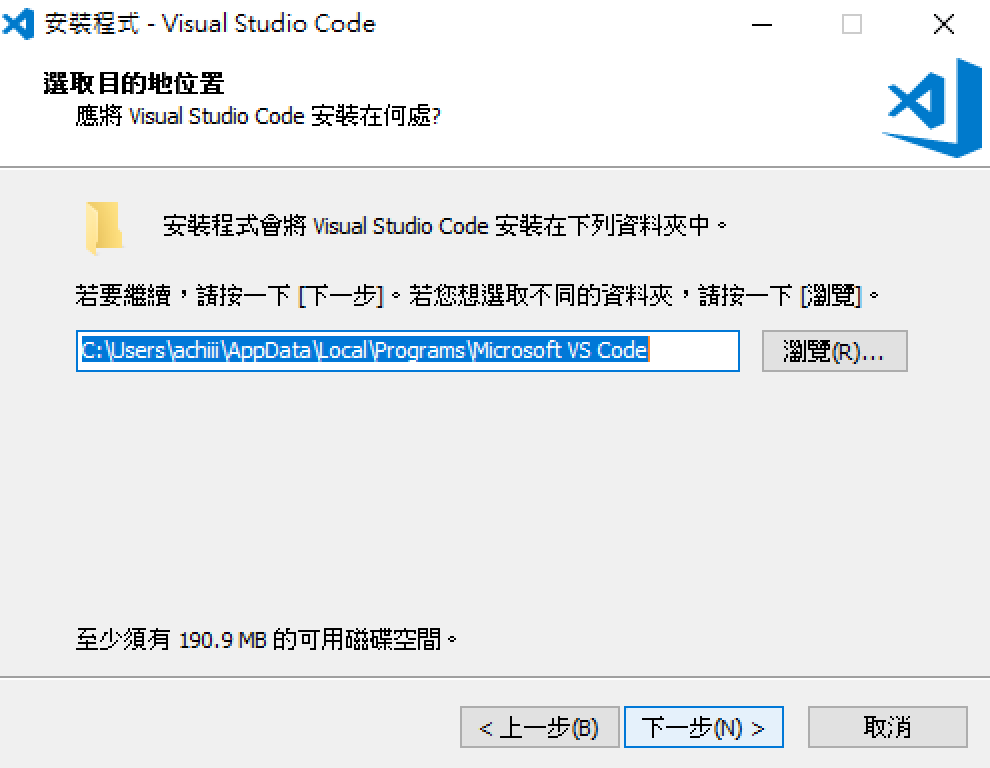 安裝程式 - Visual Studio Code
選取目的地位置
應將 Visual Studio Code 安裝在何處?
安裝程式會將 Visual Studio Code 安裝在下列資料夾中。
若要繼續，請按一下 [下一步]。若您想選取不同的資料夾，請按一下 [瀏覽]。
C:\Users\achiii\AppData\Local\Programs\Microsoft VS Code
瀏覽(R)...
至少須有 190.9 MB 的可用磁碟空間。
< 上一步(B)
下一步(N) >
取消